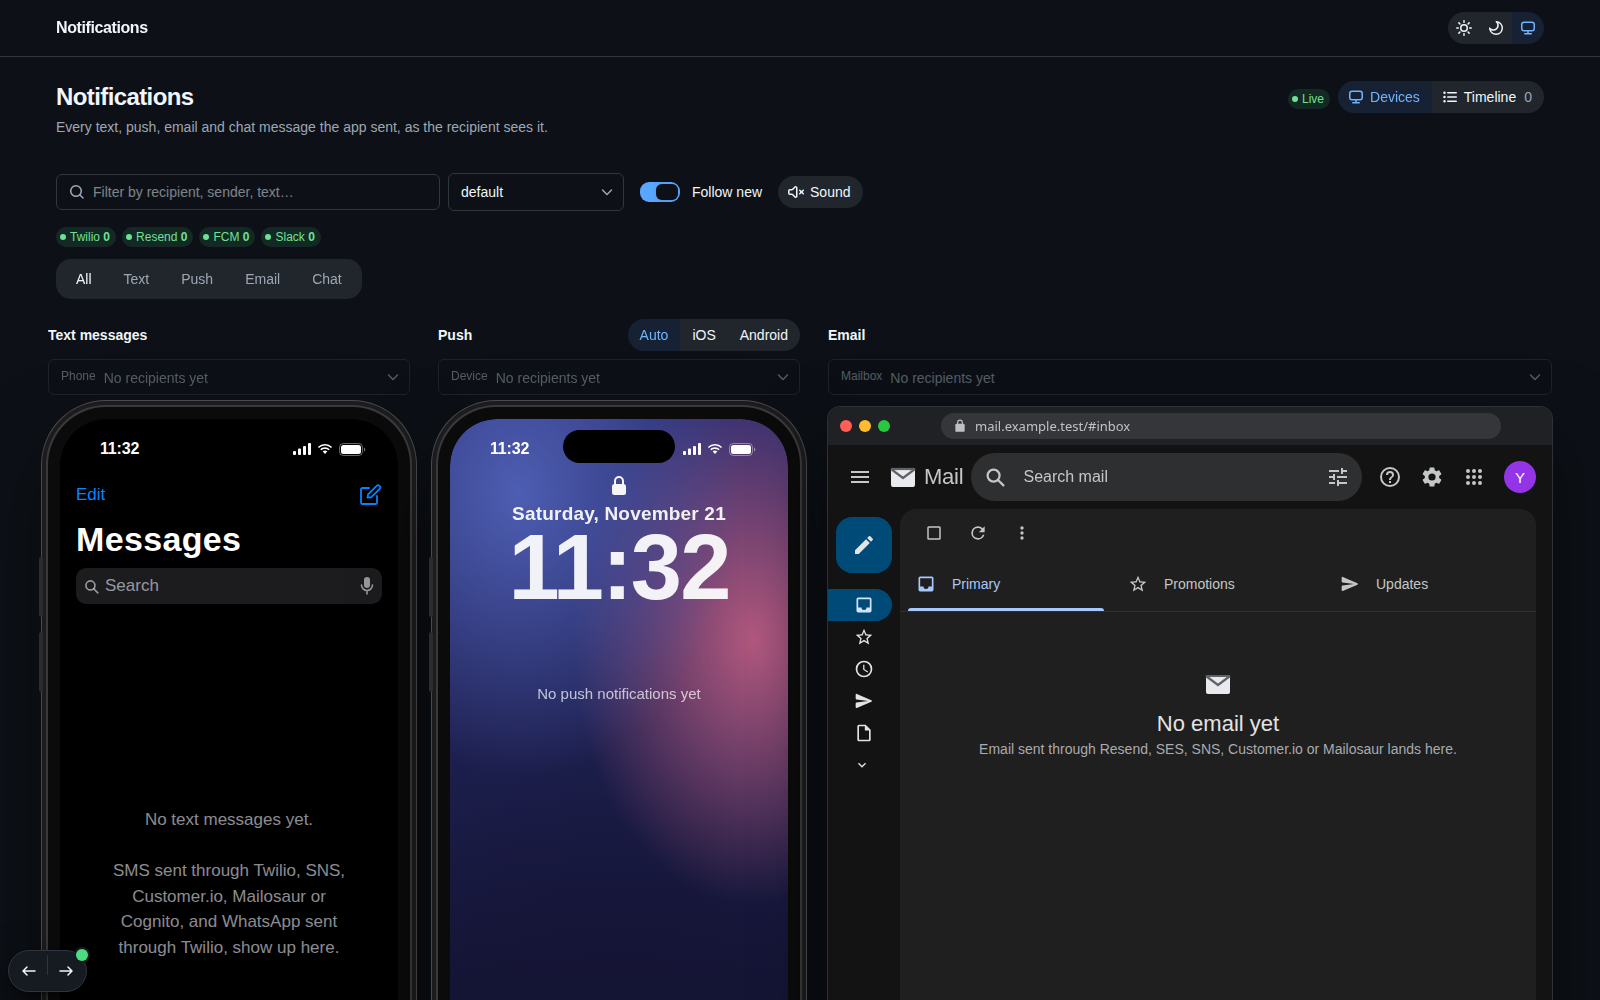 Notifications
Notifications
Every text, push, email and chat message the app sent, as the recipient sees it.
Live
Devices
Timeline 0
Filter by recipient, sender, text…
default
Follow new
Sound
Twilio 0
Resend 0
FCM 0
Slack 0
All
Text
Push
Email
Chat
Text messages
Phone No recipients yet
11:32
Edit
Messages
Search
No text messages yet.
SMS sent through Twilio, SNS,
Customer.io, Mailosaur or
Cognito, and WhatsApp sent
through Twilio, show up here.
Push
Auto
iOS
Android
Device No recipients yet
11:32
Saturday, November 21
11:32
No push notifications yet
Email
Mailbox No recipients yet
mail.example.test/#inbox
Mail
Search mail
Y
Primary
Promotions
Updates
No email yet
Email sent through Resend, SES, SNS, Customer.io or Mailosaur lands here.